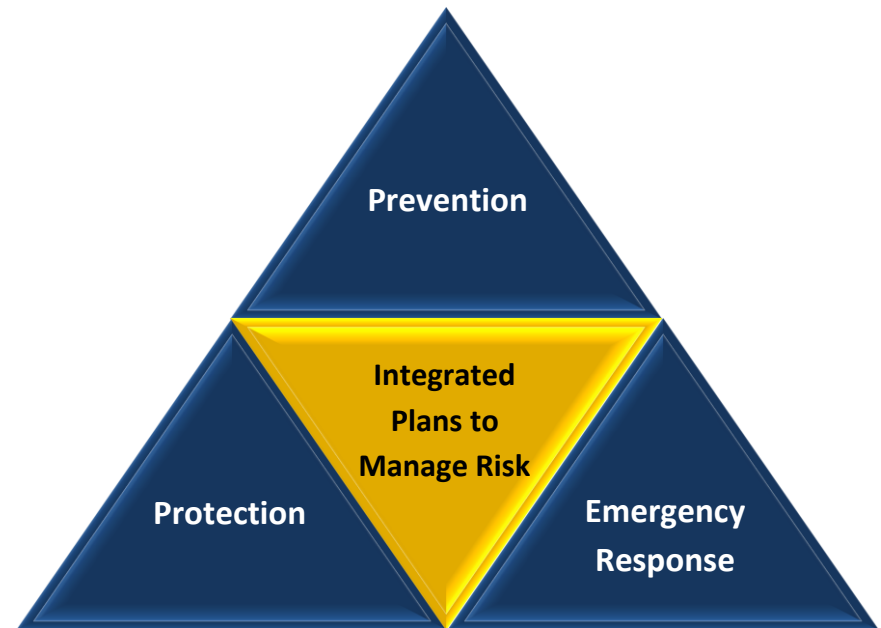 Prevention
Integrated
Plans to
Manage Risk
Protection
Emergency
Response